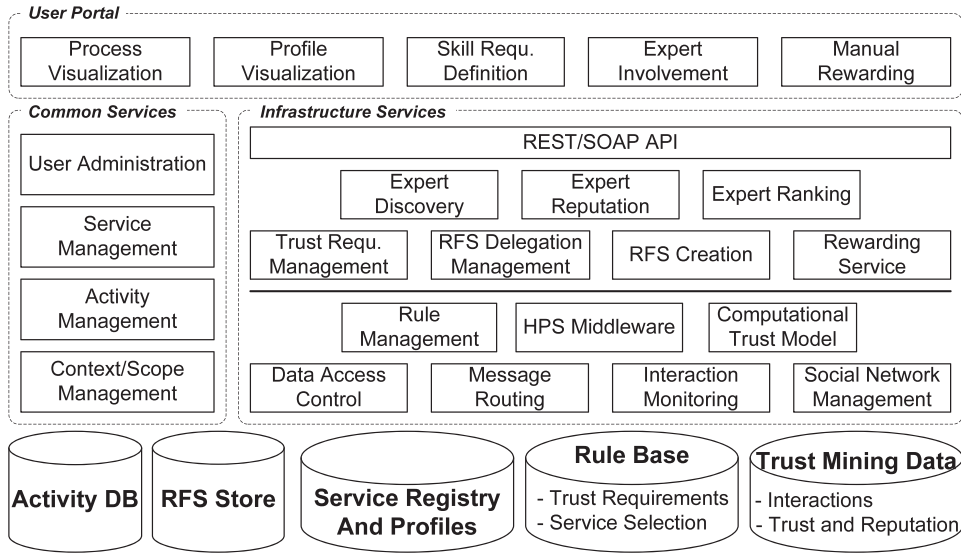 User Portal
Process
Visualization
Profile
Visualization
Skill Requ.
Definition
Expert
Involvement
Manual
Rewarding
Common Services
User Administration
Service
Management
Activity
Management
Context/Scope
Management
Infrastructure Services
REST/SOAP API
Expert
Discovery
Expert
Reputation
Expert Ranking
Trust Requ.
Management
RFS Delegation
Management
RFS Creation
Rewarding
Service
Rule
Management
HPS Middleware
Computational
Trust Model
Data Access
Control
Message
Routing
Interaction
Monitoring
Social Network
Management
Activity DB
RFS Store
Service Registry
And Profiles
Rule Base
- Trust Requirements
- Service Selection
Trust Mining Data
- Interactions
- Trust and Reputation